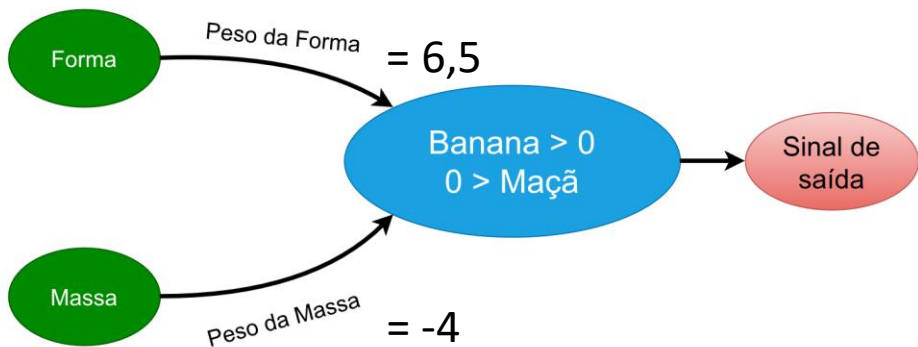 Forma
Peso da Forma = 6,5
Banana > 0
0 > Maçã
Sinal de
saída
Massa
Peso da Massa = -4